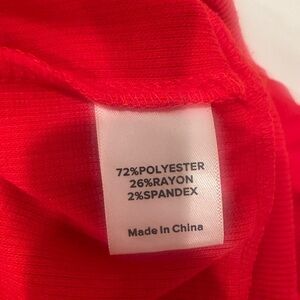 72%POLYESTER
26%RAYON
2%SPANDEX
Made In China